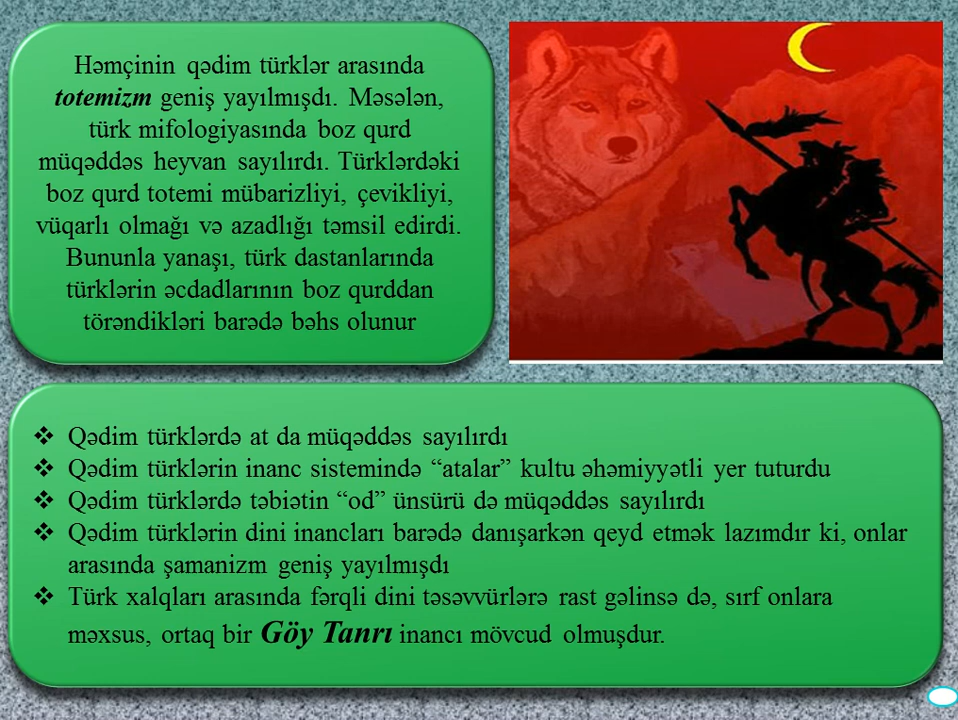 Həmçinin qədim türklər arasında
totemizm geniş yayılmışdı. Məsələn,
türk mifologiyasında boz qurd
müqəddəs heyvan sayılırdı. Türklərdəki
boz qurd totemi mübarizliyi, çevikliyi,
vüqarlı olmağı və azadlığı təmsil edirdi.
Bununla yanaşı, türk dastanlarında
türklərin əcdadlarının boz qurddan
törəndikləri barədə bəhs olunur
❖ Qədim türklərdə at da müqəddəs sayılırdı
❖ Qədim türklərin inanc sistemində “atalar” kultu əhəmiyyətli yer tuturdu
❖ Qədim türklərdə təbiətin “od” ünsürü də müqəddəs sayılırdı
❖ Qədim türklərin dini inancları barədə danışarkən qeyd etmək lazımdır ki, onlar
arasında şamanizm geniş yayılmışdı
❖ Türk xalqları arasında fərqli dini təsəvvürlərə rast gəlinsə də, sırf onlara
məxsus, ortaq bir Göy Tanrı inancı mövcud olmuşdur.